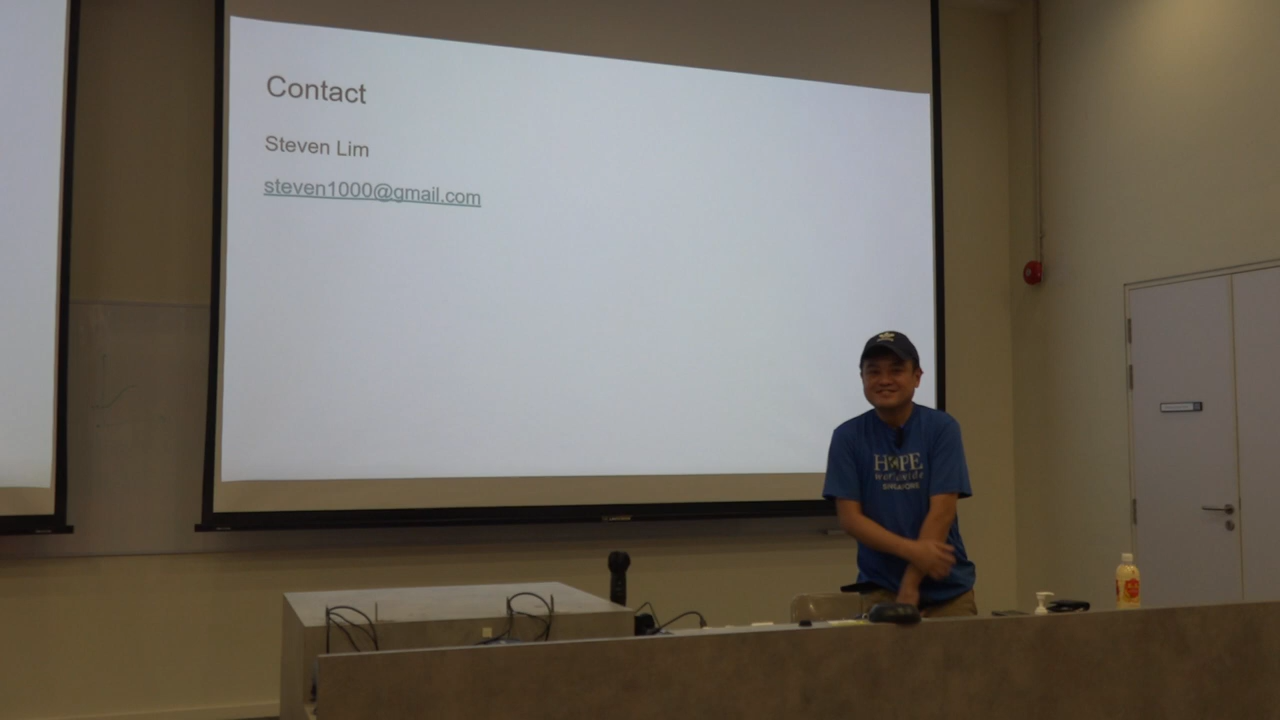 Contact
Steven Lim
steven1000@gmail.com
HOPE
worldwide
SINGAPORE